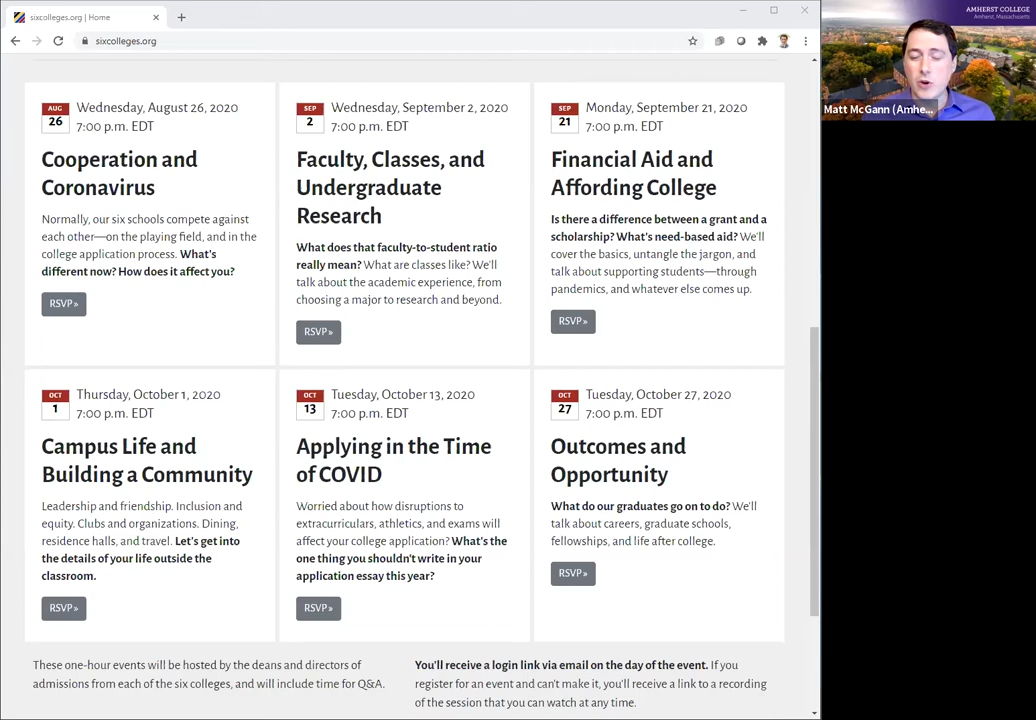 sixcolleges.org | Home
sixcolleges.org
AUG
26
Wednesday, August 26, 2020
7:00 p.m. EDT
Cooperation and
Coronavirus
Normally, our six schools compete against
each other—on the playing field, and in the
college application process. What's
different now? How does it affect you?
RSVP »
SEP
2
Wednesday, September 2, 2020
7:00 p.m. EDT
Faculty, Classes, and
Undergraduate
Research
What does that faculty-to-student ratio
really mean? What are classes like? We'll
talk about the academic experience, from
choosing a major to research and beyond.
RSVP »
SEP
21
Monday, September 21, 2020
7:00 p.m. EDT
Financial Aid and
Affording College
Is there a difference between a grant and a
scholarship? What's need-based aid? We'll
cover the basics, untangle the jargon, and
talk about supporting students—through
pandemics, and whatever else comes up.
RSVP »
OCT
1
Thursday, October 1, 2020
7:00 p.m. EDT
Campus Life and
Building a Community
Leadership and friendship. Inclusion and
equity. Clubs and organizations. Dining,
residence halls, and travel. Let's get into
the details of your life outside the
classroom.
RSVP »
OCT
13
Tuesday, October 13, 2020
7:00 p.m. EDT
Applying in the Time
of COVID
Worried about how disruptions to
extracurriculars, athletics, and exams will
affect your college application? What's the
one thing you shouldn't write in your
application essay this year?
RSVP »
OCT
27
Tuesday, October 27, 2020
7:00 p.m. EDT
Outcomes and
Opportunity
What do our graduates go on to do? We'll
talk about careers, graduate schools,
fellowships, and life after college.
RSVP »
These one-hour events will be hosted by the deans and directors of
admissions from each of the six colleges, and will include time for Q&A.
You'll receive a login link via email on the day of the event. If you
register for an event and can't make it, you'll receive a link to a recording
of the session that you can watch at any time.
AMHERST COLLEGE
Amherst, Massachusetts
Matt McGann (Amhe...